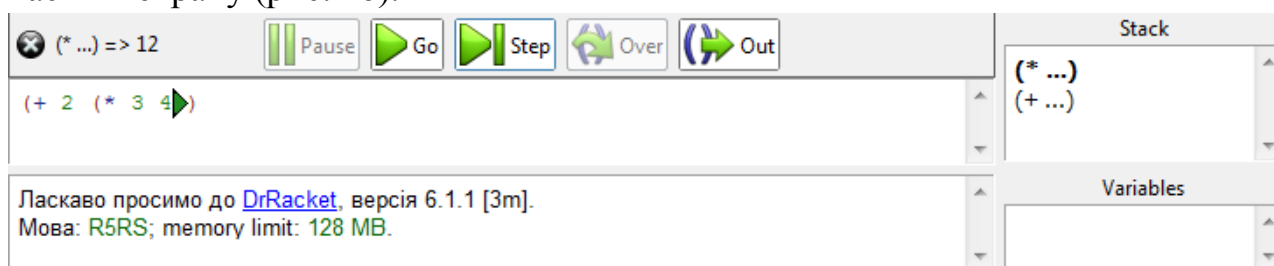 (* ...) => 12
Pause
Go
Step
Over
Out
Stack
(* ...)
(+ ...)
(+ 2 (* 3 4))
Ласкаво просимо до DrRacket, версія 6.1.1 [3m].
Мова: R5RS; memory limit: 128 MB.
Variables